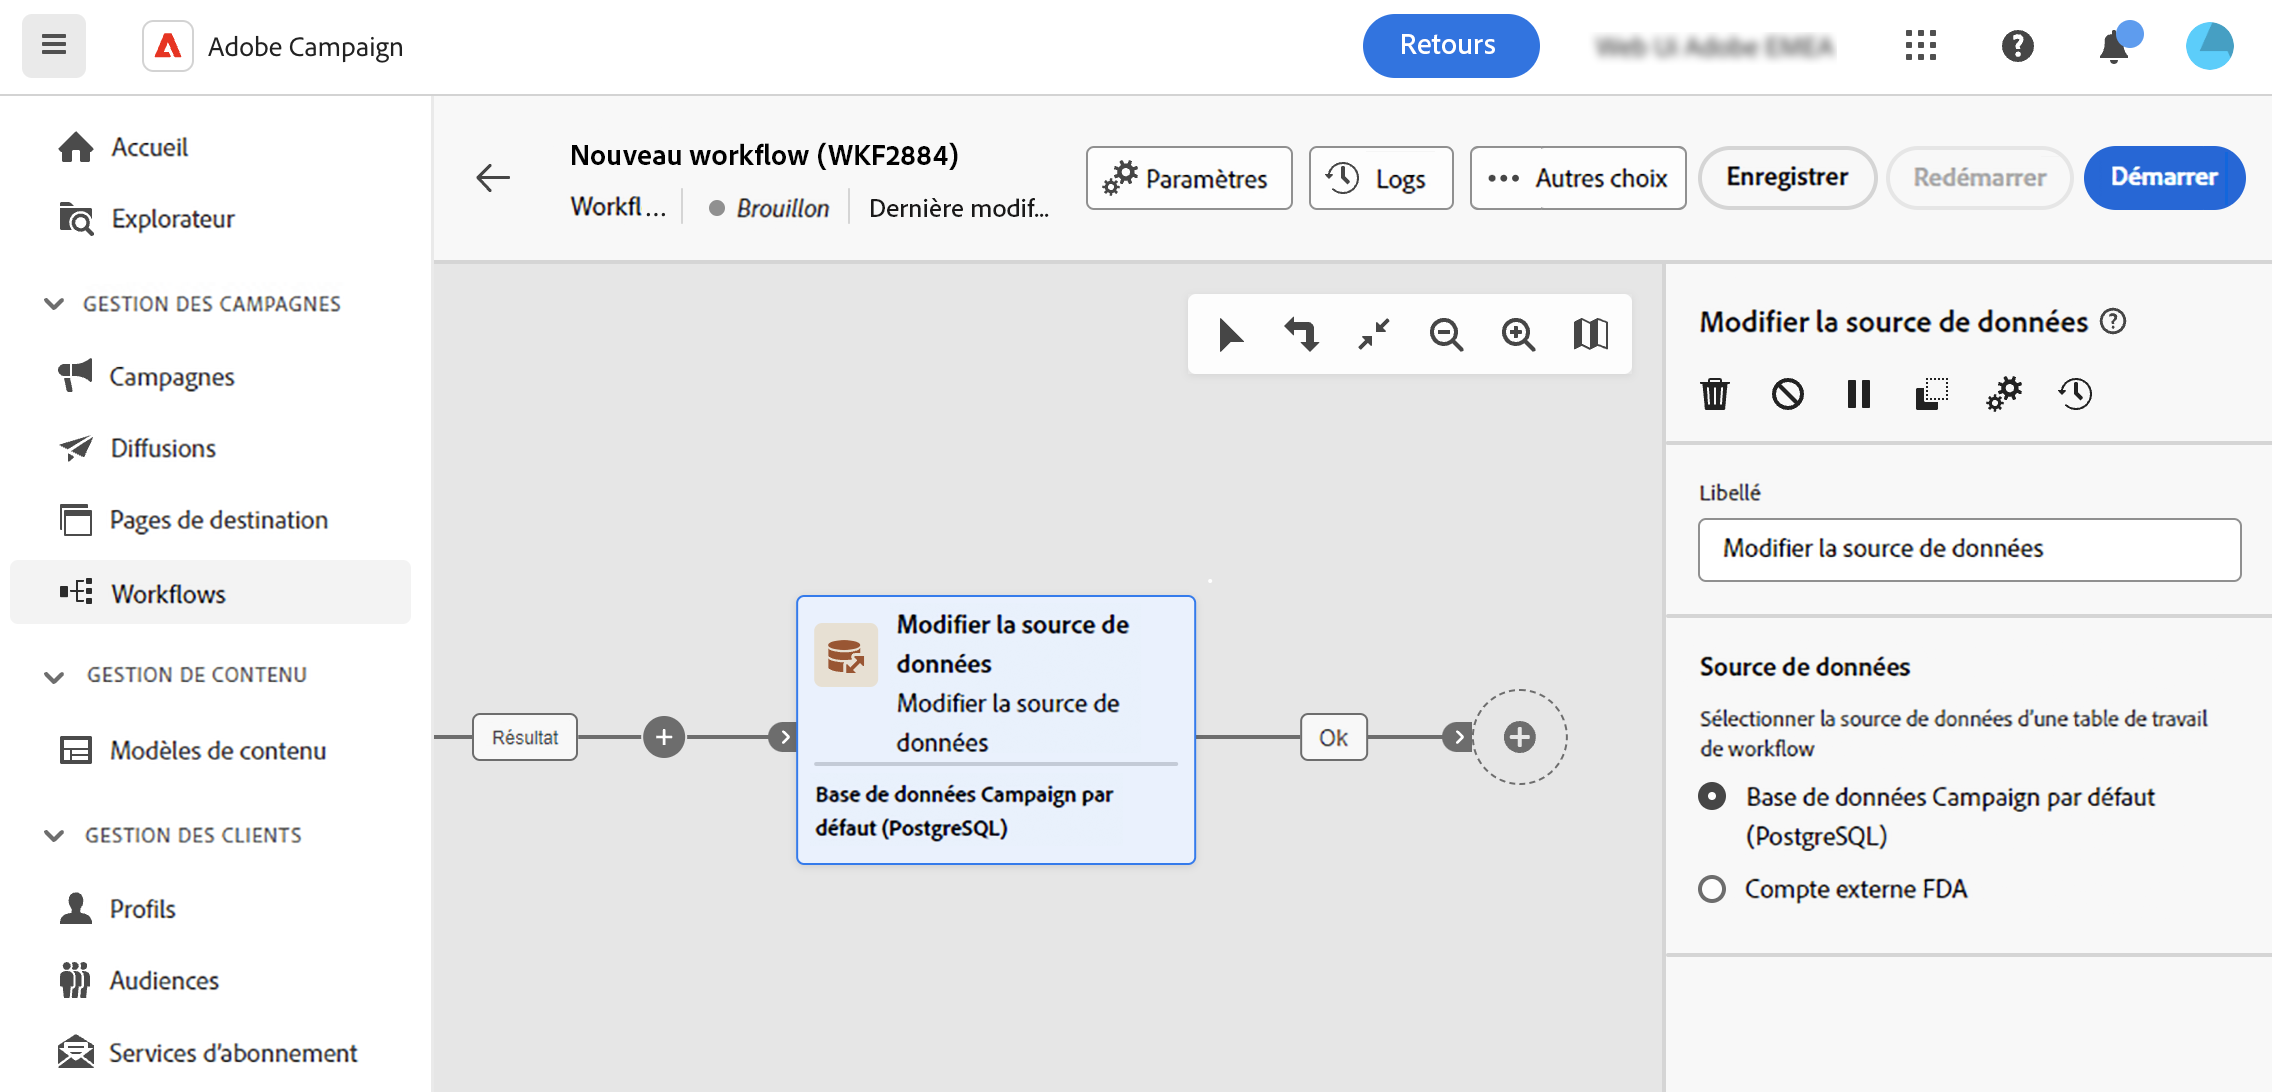 Adobe Campaign
Retours
Accueil
Explorateur
GESTION DES CAMPAGNES
Campagnes
Diffusions
Pages de destination
Workflows
GESTION DE CONTENU
Modèles de contenu
GESTION DES CLIENTS
Profils
Audiences
Services d'abonnement
Nouveau workflow (WKF2884)
Workfl...
Brouillon
Dernière modif...
Paramètres
Logs
Autres choix
Enregistrer
Redémarrer
Démarrer
Résultat
Modifier la source de
données
Modifier la source de
données
Base de données Campaign par
défaut (PostgreSQL)
Ok
Modifier la source de données
Libellé
Modifier la source de données
Source de données
Sélectionner la source de données d'une table de travail
de workflow
Base de données Campaign par défaut
(PostgreSQL)
Compte externe FDA